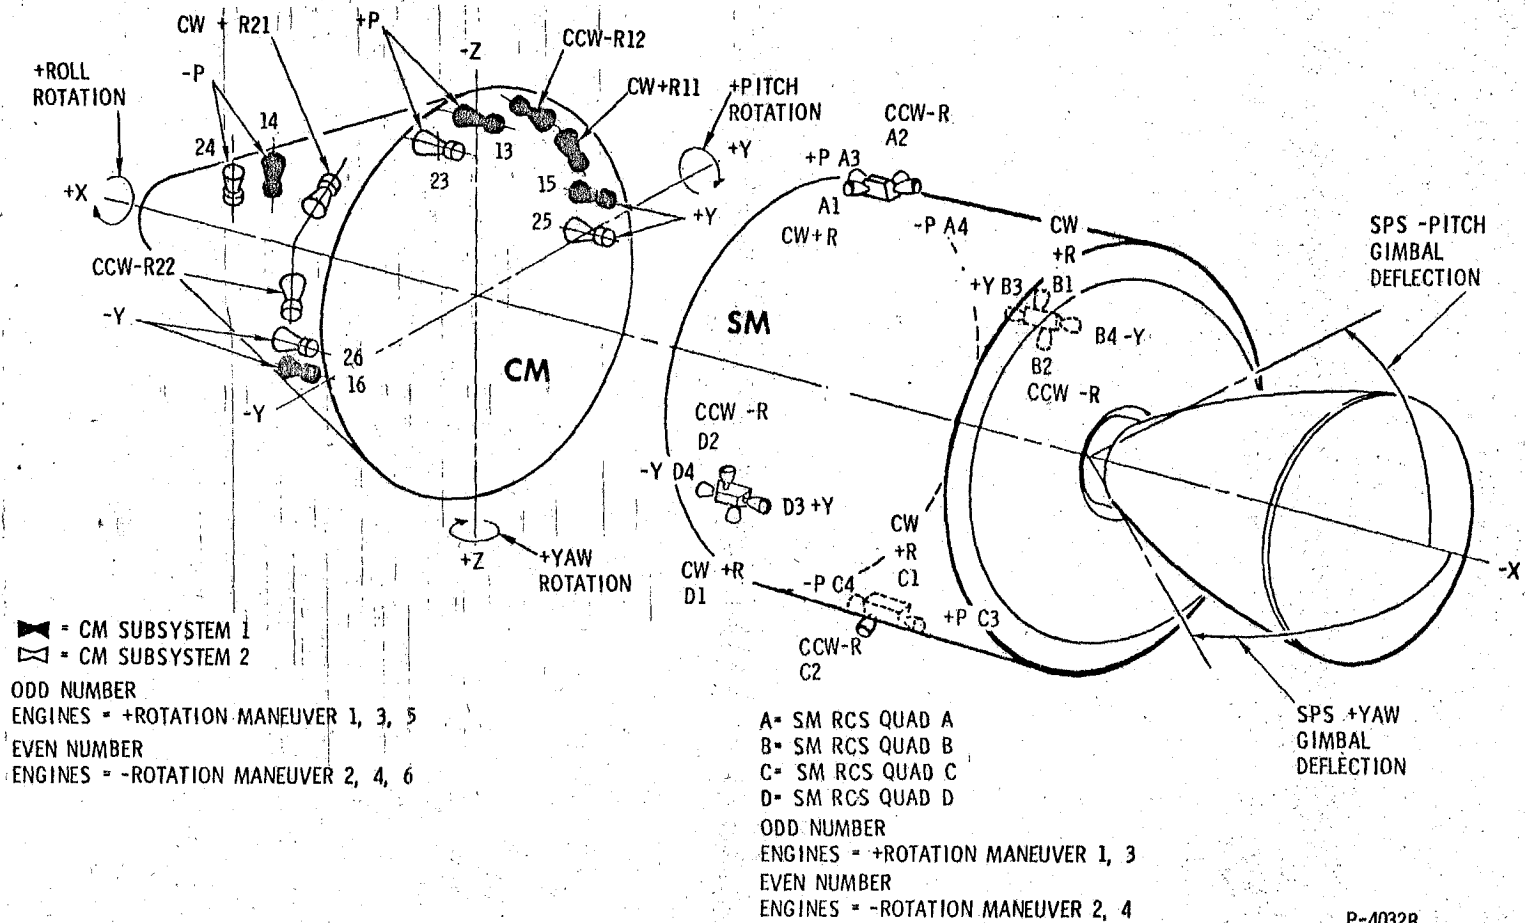 CW + R21
+P
-Z
CCW-R12
+ROLL
ROTATION
-P
CW+R11
+PITCH
ROTATION
CCW-R
A2
24
14
13
23
+Y
+P A3
+X
15
A1
25
+Y
CW+R
-P A4
CW
+R
SPS -PITCH
GIMBAL
DEFLECTION
CCW-R22
+Y B3
B1
-Y
SM
B4 -Y
26
16
CM
B2
CCW -R
-Y
CCW -R
D2
-Y D4
D3 +Y
CW
+R
C1
+Z
+YAW
ROTATION
CW +R
D1
-P C4
+P C3
-X
CCW-R
C2
= CM SUBSYSTEM 1
= CM SUBSYSTEM 2
ODD NUMBER
ENGINES = +ROTATION MANEUVER 1, 3, 5
EVEN NUMBER
ENGINES = -ROTATION MANEUVER 2, 4, 6
SPS +YAW
GIMBAL
DEFLECTION
A= SM RCS QUAD A
B= SM RCS QUAD B
C= SM RCS QUAD C
D= SM RCS QUAD D
ODD NUMBER
ENGINES = +ROTATION MANEUVER 1, 3
EVEN NUMBER
ENGINES = -ROTATION MANEUVER 2, 4